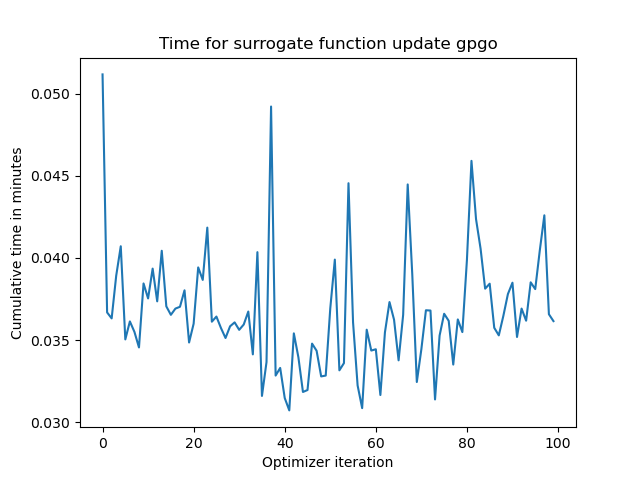 Time for surrogate function update gpgo
Cumulative time in minutes
0.050
0.045
0.040
0.035
0.030
0 20 40 60 80 100
Optimizer iteration